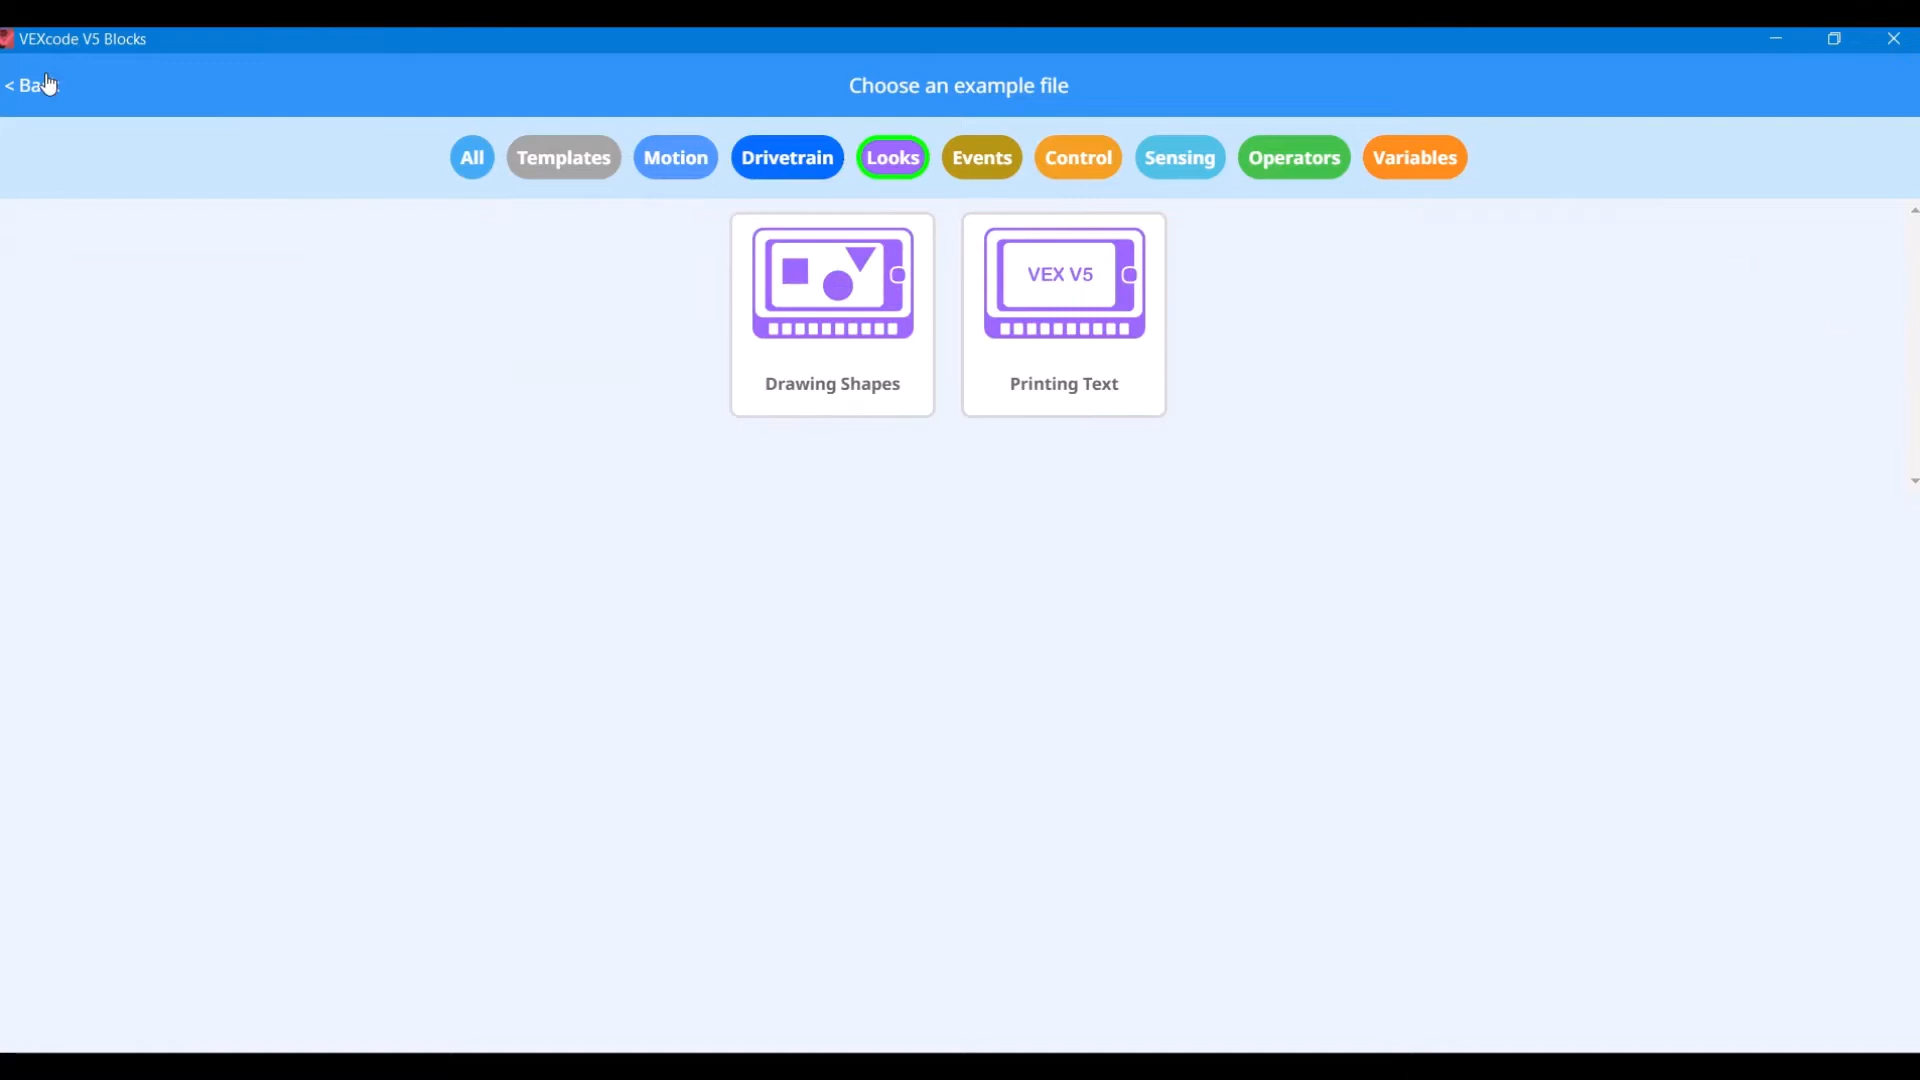 VEXcode V5 Blocks
< Ba
Choose an example file
All Templates Motion Drivetrain Looks Events Control Sensing Operators Variables
VEX V5
Drawing Shapes Printing Text